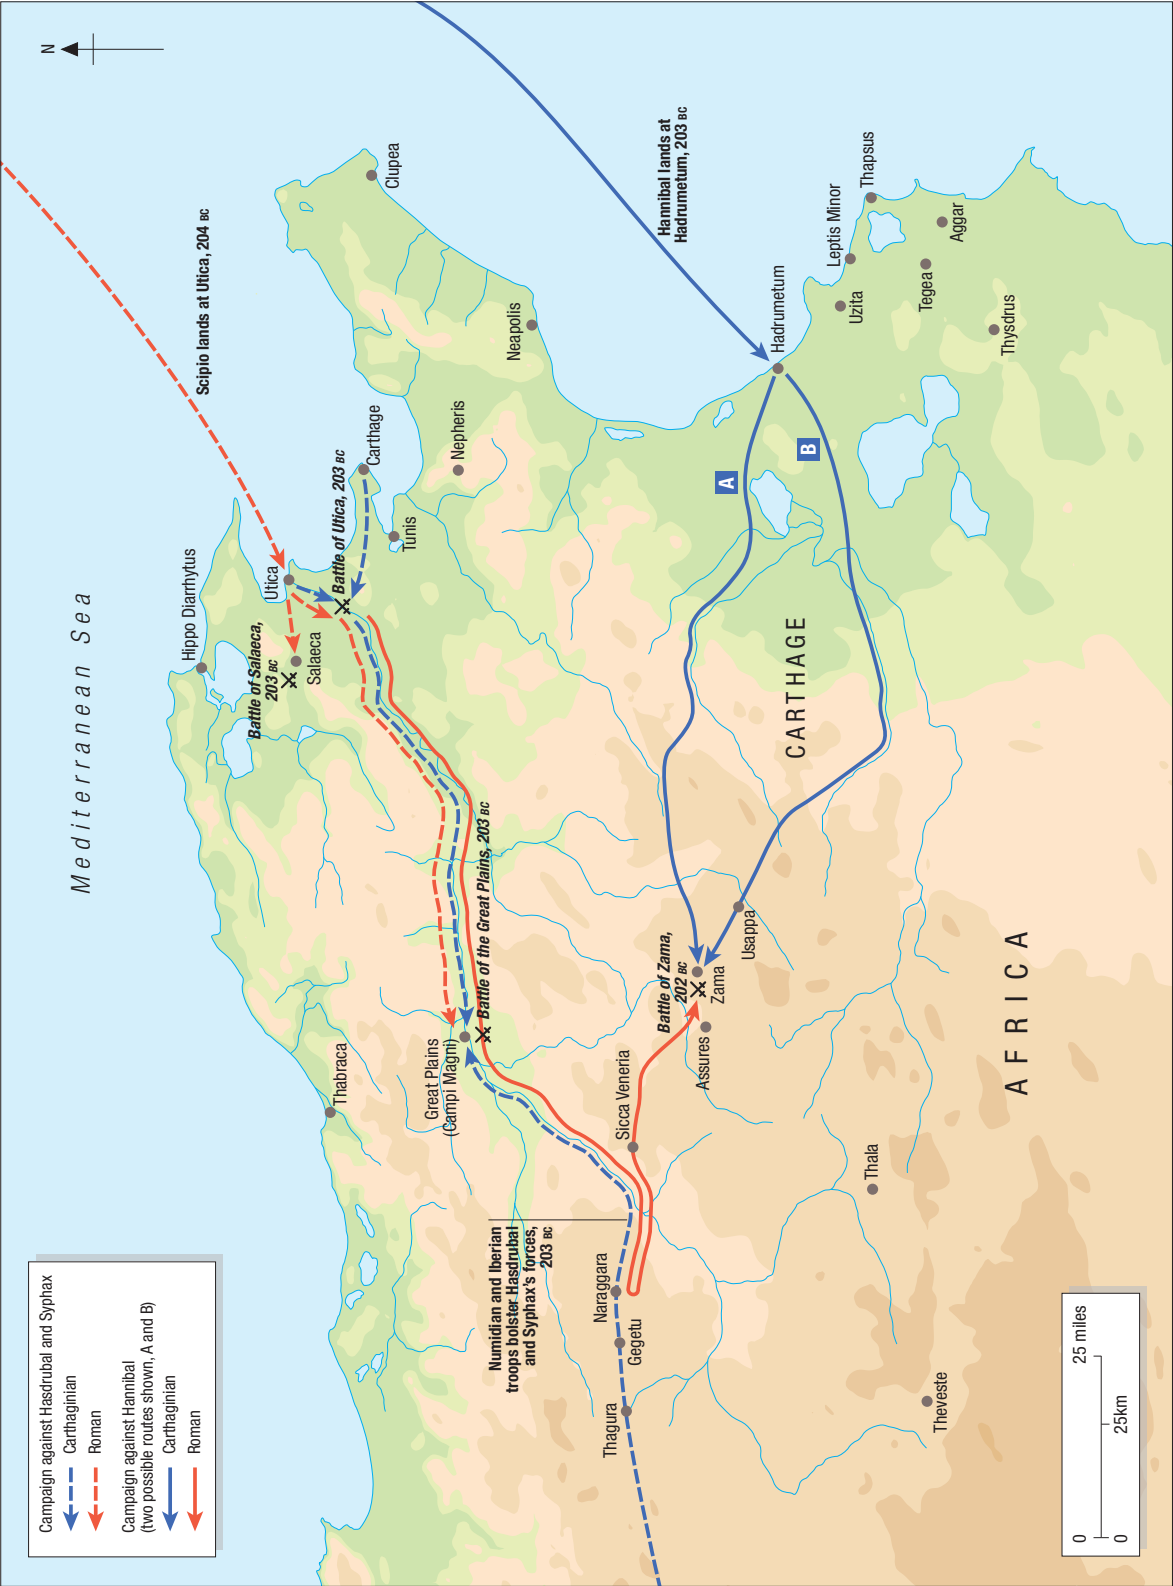 Campaign against Hasdrubal and Syphax
Carthaginian
Roman
Campaign against Hannibal
(two possible routes shown, A and B)
Carthaginian
Roman
N
Mediterranean Sea
Scipio lands at Utica, 204 BC
Hippo Diarrhytus
Utica
Battle of Salaeca,
203 BC
Salaeca
Battle of Utica, 203 BC
Carthage
Tunis
Clupea
Nepheris
Neapolis
Thabraca
Great Plains
(Campi Magni)
Battle of the Great Plains, 203 BC
Numidian and Iberian
troops bolster Hasdrubal
and Syphax's forces,
203 BC
Thagura
Gegetu
Naraggara
Sicca Veneria
Battle of Zama,
202 BC
Zama
Assures
Usappa
A
B
CARTHAGE
Hannibal lands at
Hadrumetum, 203 BC
Hadrumetum
Leptis Minor
Thapsus
Uzita
Tegea
Aggar
Thysdrus
Thala
Theveste
AFRICA
0
25 miles
0
25km